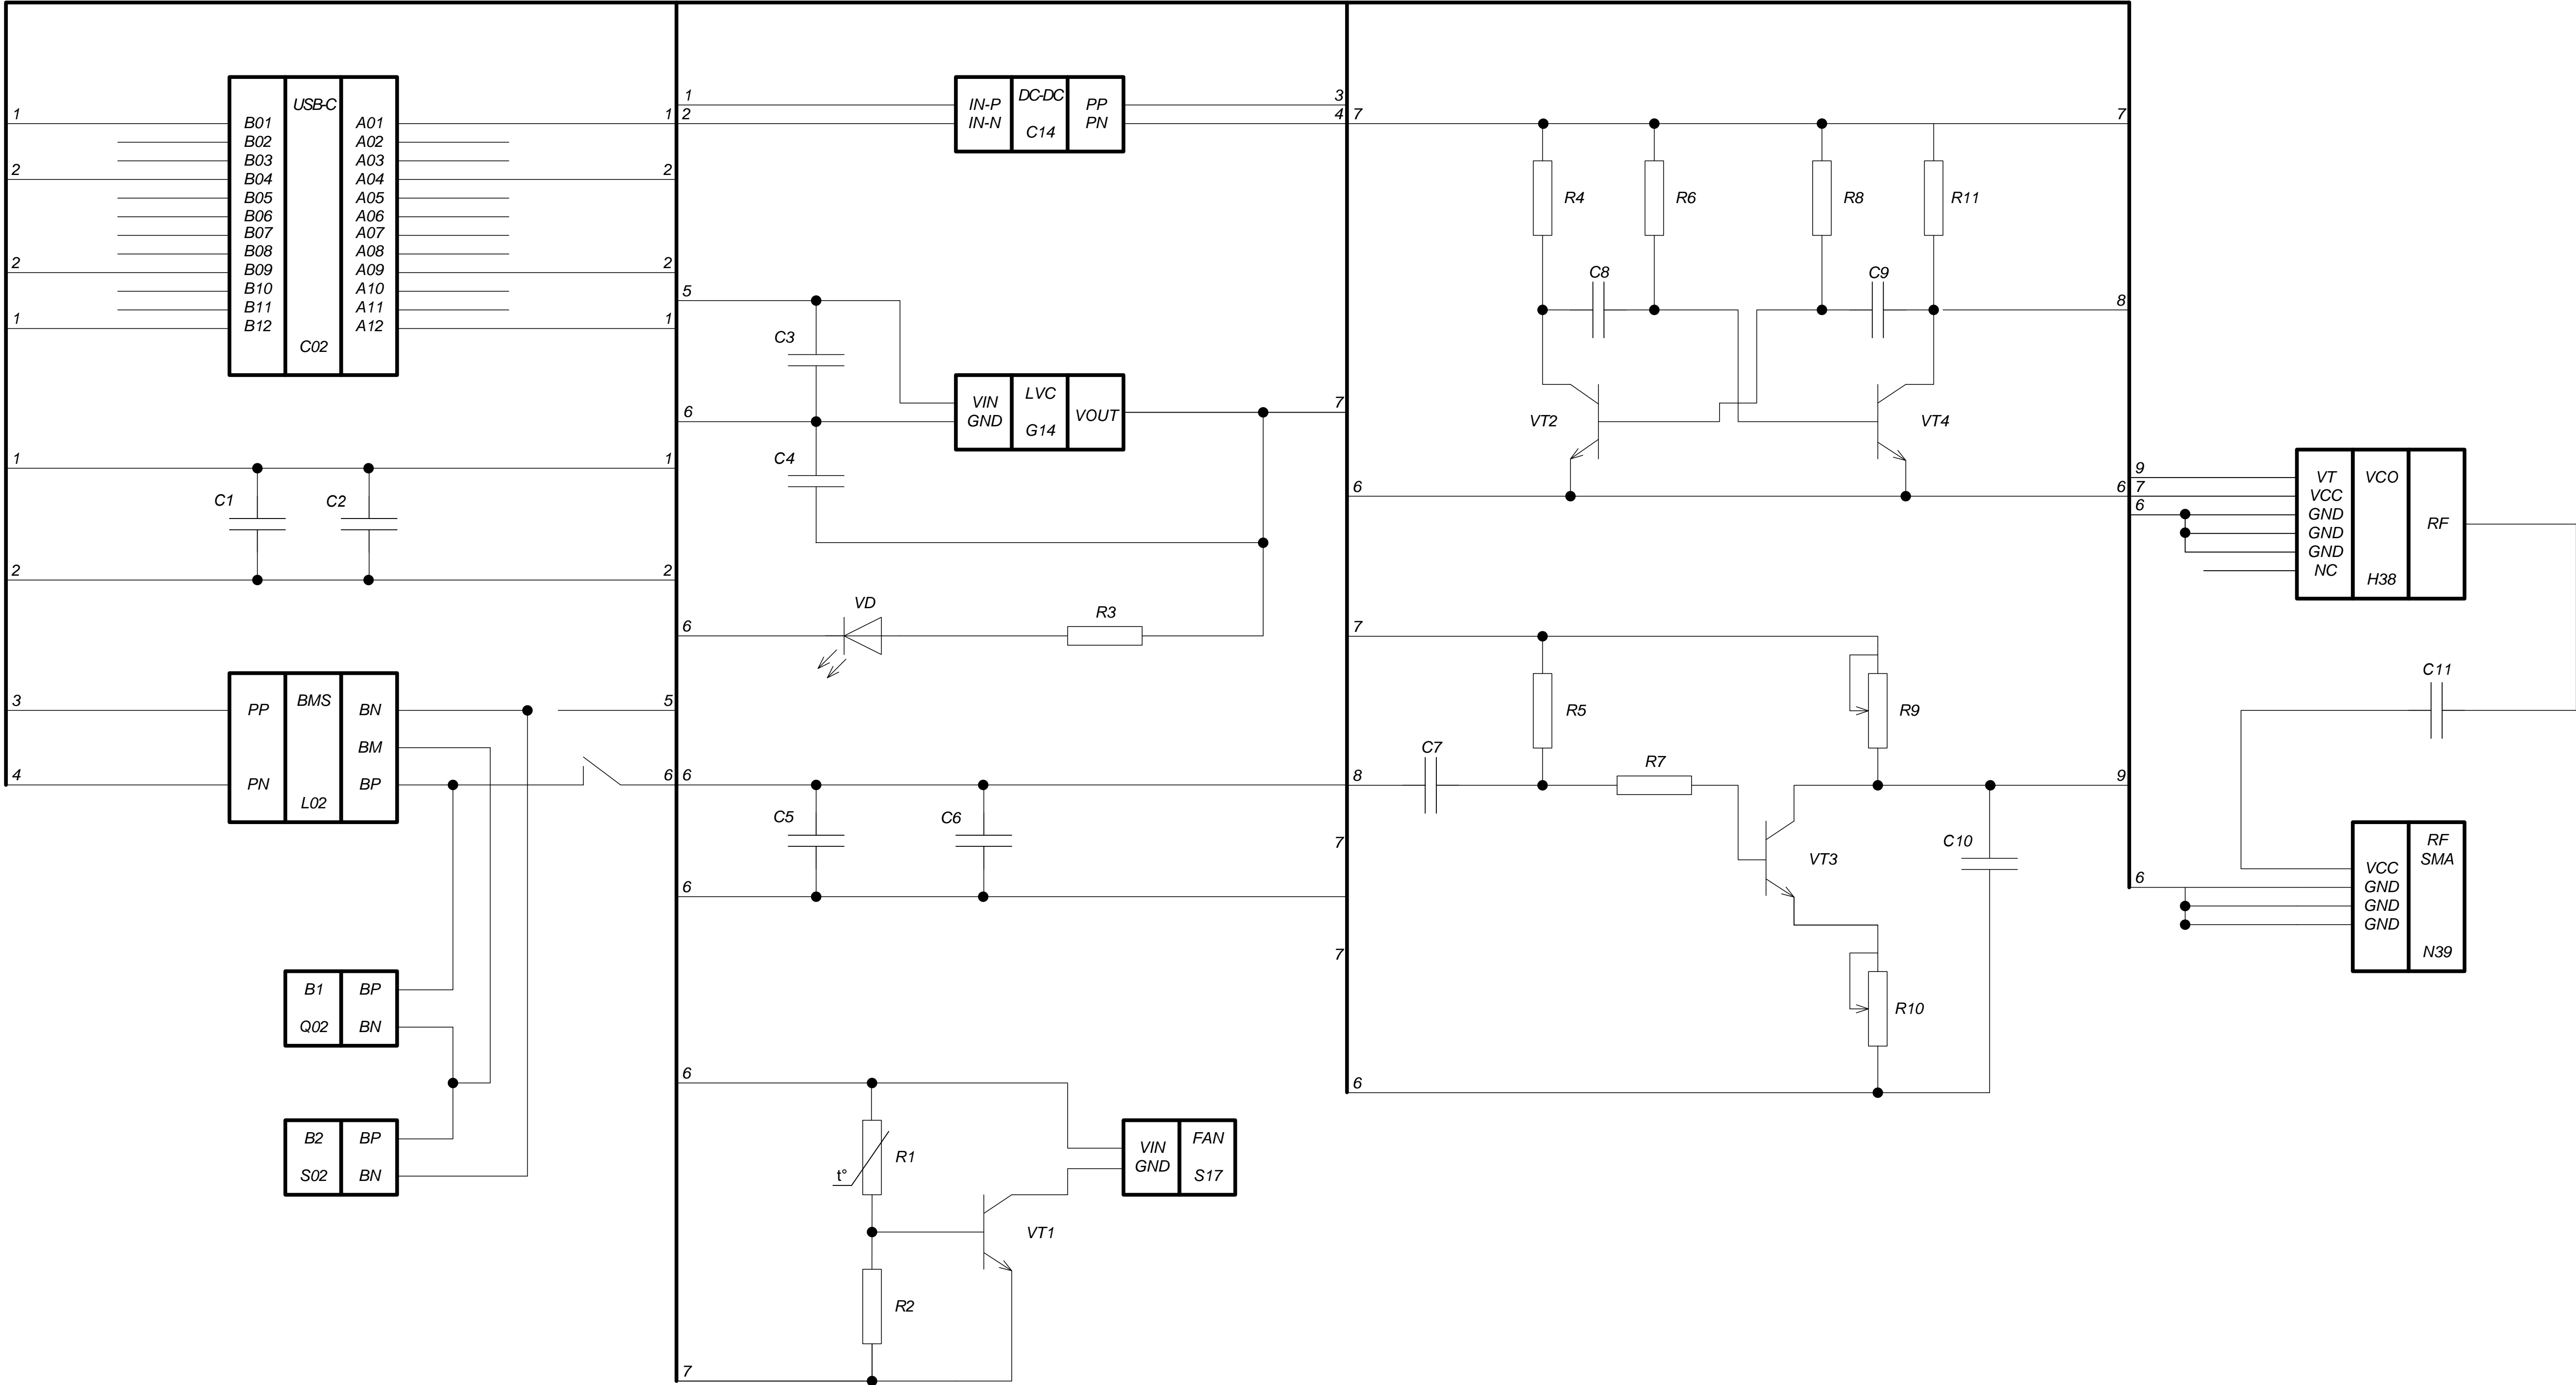 USB-C
1 B01 A01 1
B02 A02
B03 A03
2 B04 A04 2
B05 A05
B06 A06
B07 A07
B08 A08
2 B09 A09 2
B10 A10
B11 A11
1 B12 A12 1
C02
1 1
C1 C2
2 2
BMS
3 PP BN 5
BM
4 PN BP 6
L02
B1 BP
Q02 BN
B2 BP
S02 BN
1 IN-P DC-DC PP 3
2 IN-N C14 PN 4
5
C3
LVC
VIN VOUT 7
6 GND G14
C4
VD R3
6
6
C5 C6
7
6
7
6
R1
t°
VIN FAN
GND S17
VT1
R2
7
7 7
R4 R6 R8 R11
C8 C9
8
VT2 VT4
6 6
7
R5 R9
C7 R7
8 9
VT3 C10
R10
6
9 VT VCO
7 VCC
6 GND RF
GND
GND
NC H38
C11
RF
SMA
VCC
6 GND
GND
GND
N39